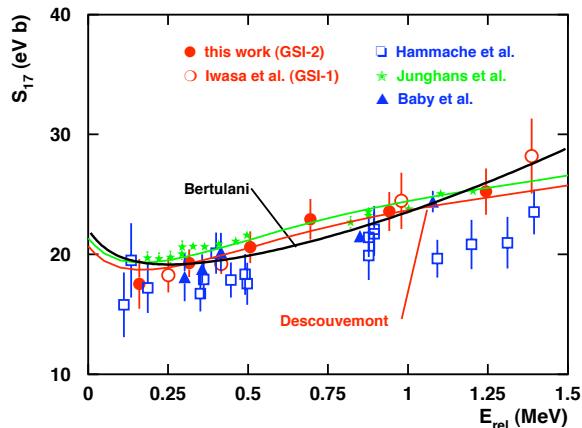 40
30
20
10
S17 (eV b)
this work (GSI-2)
Iwasa et al. (GSI-1)
Hammache et al.
Junghans et al.
Baby et al.
Bertulani
Descouvemont
0 0.25 0.5 0.75 1 1.25 1.5
Erel (MeV)